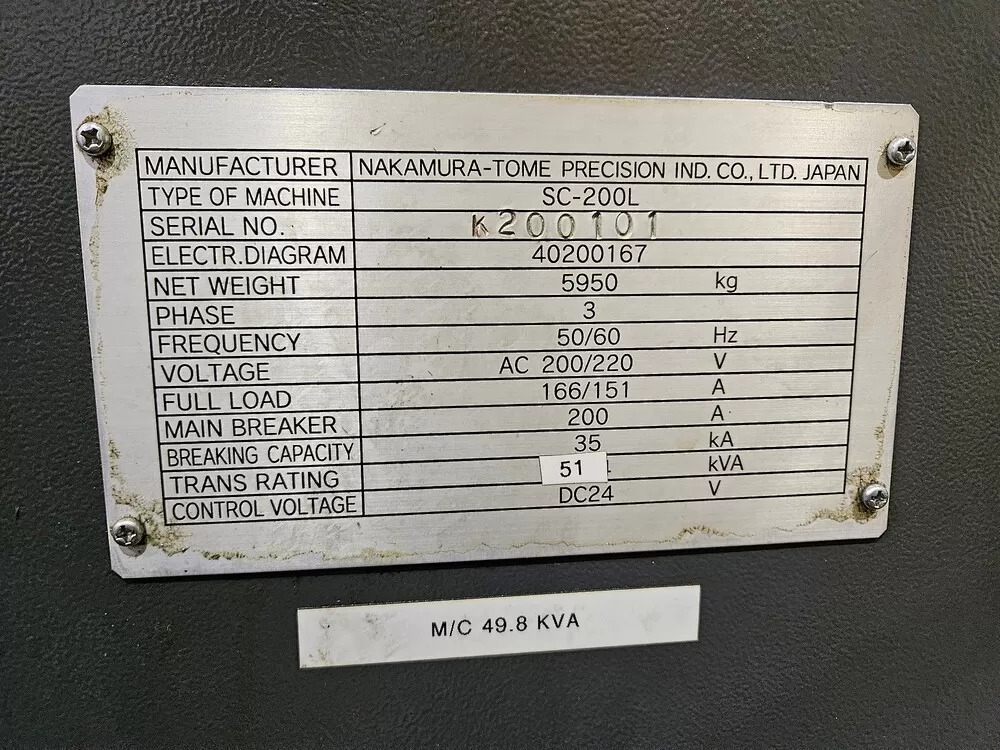 MANUFACTURER NAKAMURA-TOME PRECISION IND. CO., LTD. JAPAN
TYPE OF MACHINE SC-200L
SERIAL NO. K200101
ELECTR.DIAGRAM 40200167
NET WEIGHT 5950 kg
PHASE 3
FREQUENCY 50/60 Hz
VOLTAGE AC 200/220 V
FULL LOAD 166/151 A
MAIN BREAKER 200 A
BREAKING CAPACITY 35 kA
TRANS RATING 51 kVA
CONTROL VOLTAGE DC24 V
M/C 49.8 KVA